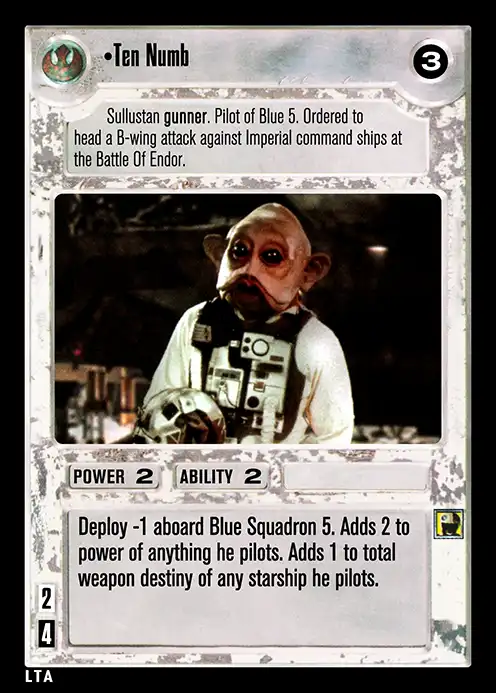 •Ten Numb
3
Sullustan gunner. Pilot of Blue 5. Ordered to
head a B-wing attack against Imperial command ships at
the Battle Of Endor.
POWER 2
ABILITY 2
Deploy -1 aboard Blue Squadron 5. Adds 2 to
power of anything he pilots. Adds 1 to total
weapon destiny of any starship he pilots.
2
4
LTA